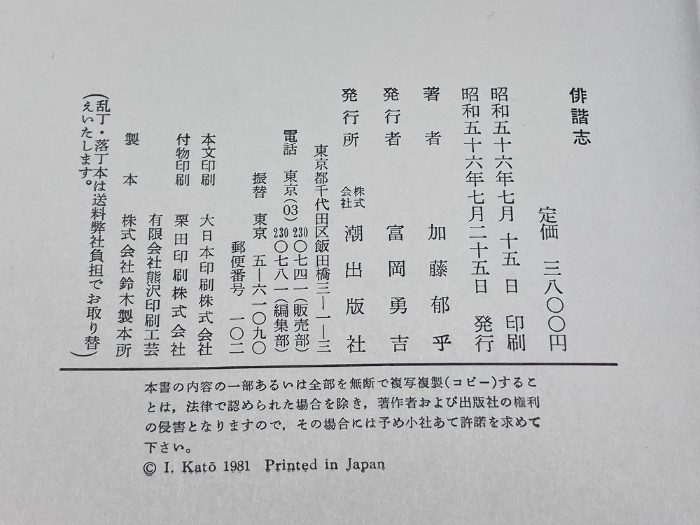 俳諧志
定価　三八〇〇円
昭和五十六年七月　十五　日　印刷
昭和五十六年七月二十五日　発行
著者　加藤郁乎
発行者　富岡勇吉
発行所　株式会社　潮出版社
東京都千代田区飯田橋三―一―三
電話　東京(03)　230〇七四一(販売部)
230〇七八一(編集部)
振替　東京　五―六一〇九〇
郵便番号　一〇二
本文印刷　大日本印刷株式会社
付物印刷　栗田印刷株式会社
有限会社熊沢印刷工芸
製本　株式会社鈴木製本所
(乱丁・落丁本は送料弊社負担でお取り替
えいたします。)
本書の内容の一部あるいは全部を無断で複写複製(コピー)するこ
とは，法律で認められた場合を除き，著作者および出版社の権利
の侵害となりますので，その場合には予め小社あて許諾を求めて
下さい。
© I. Katō 1981 Printed in Japan